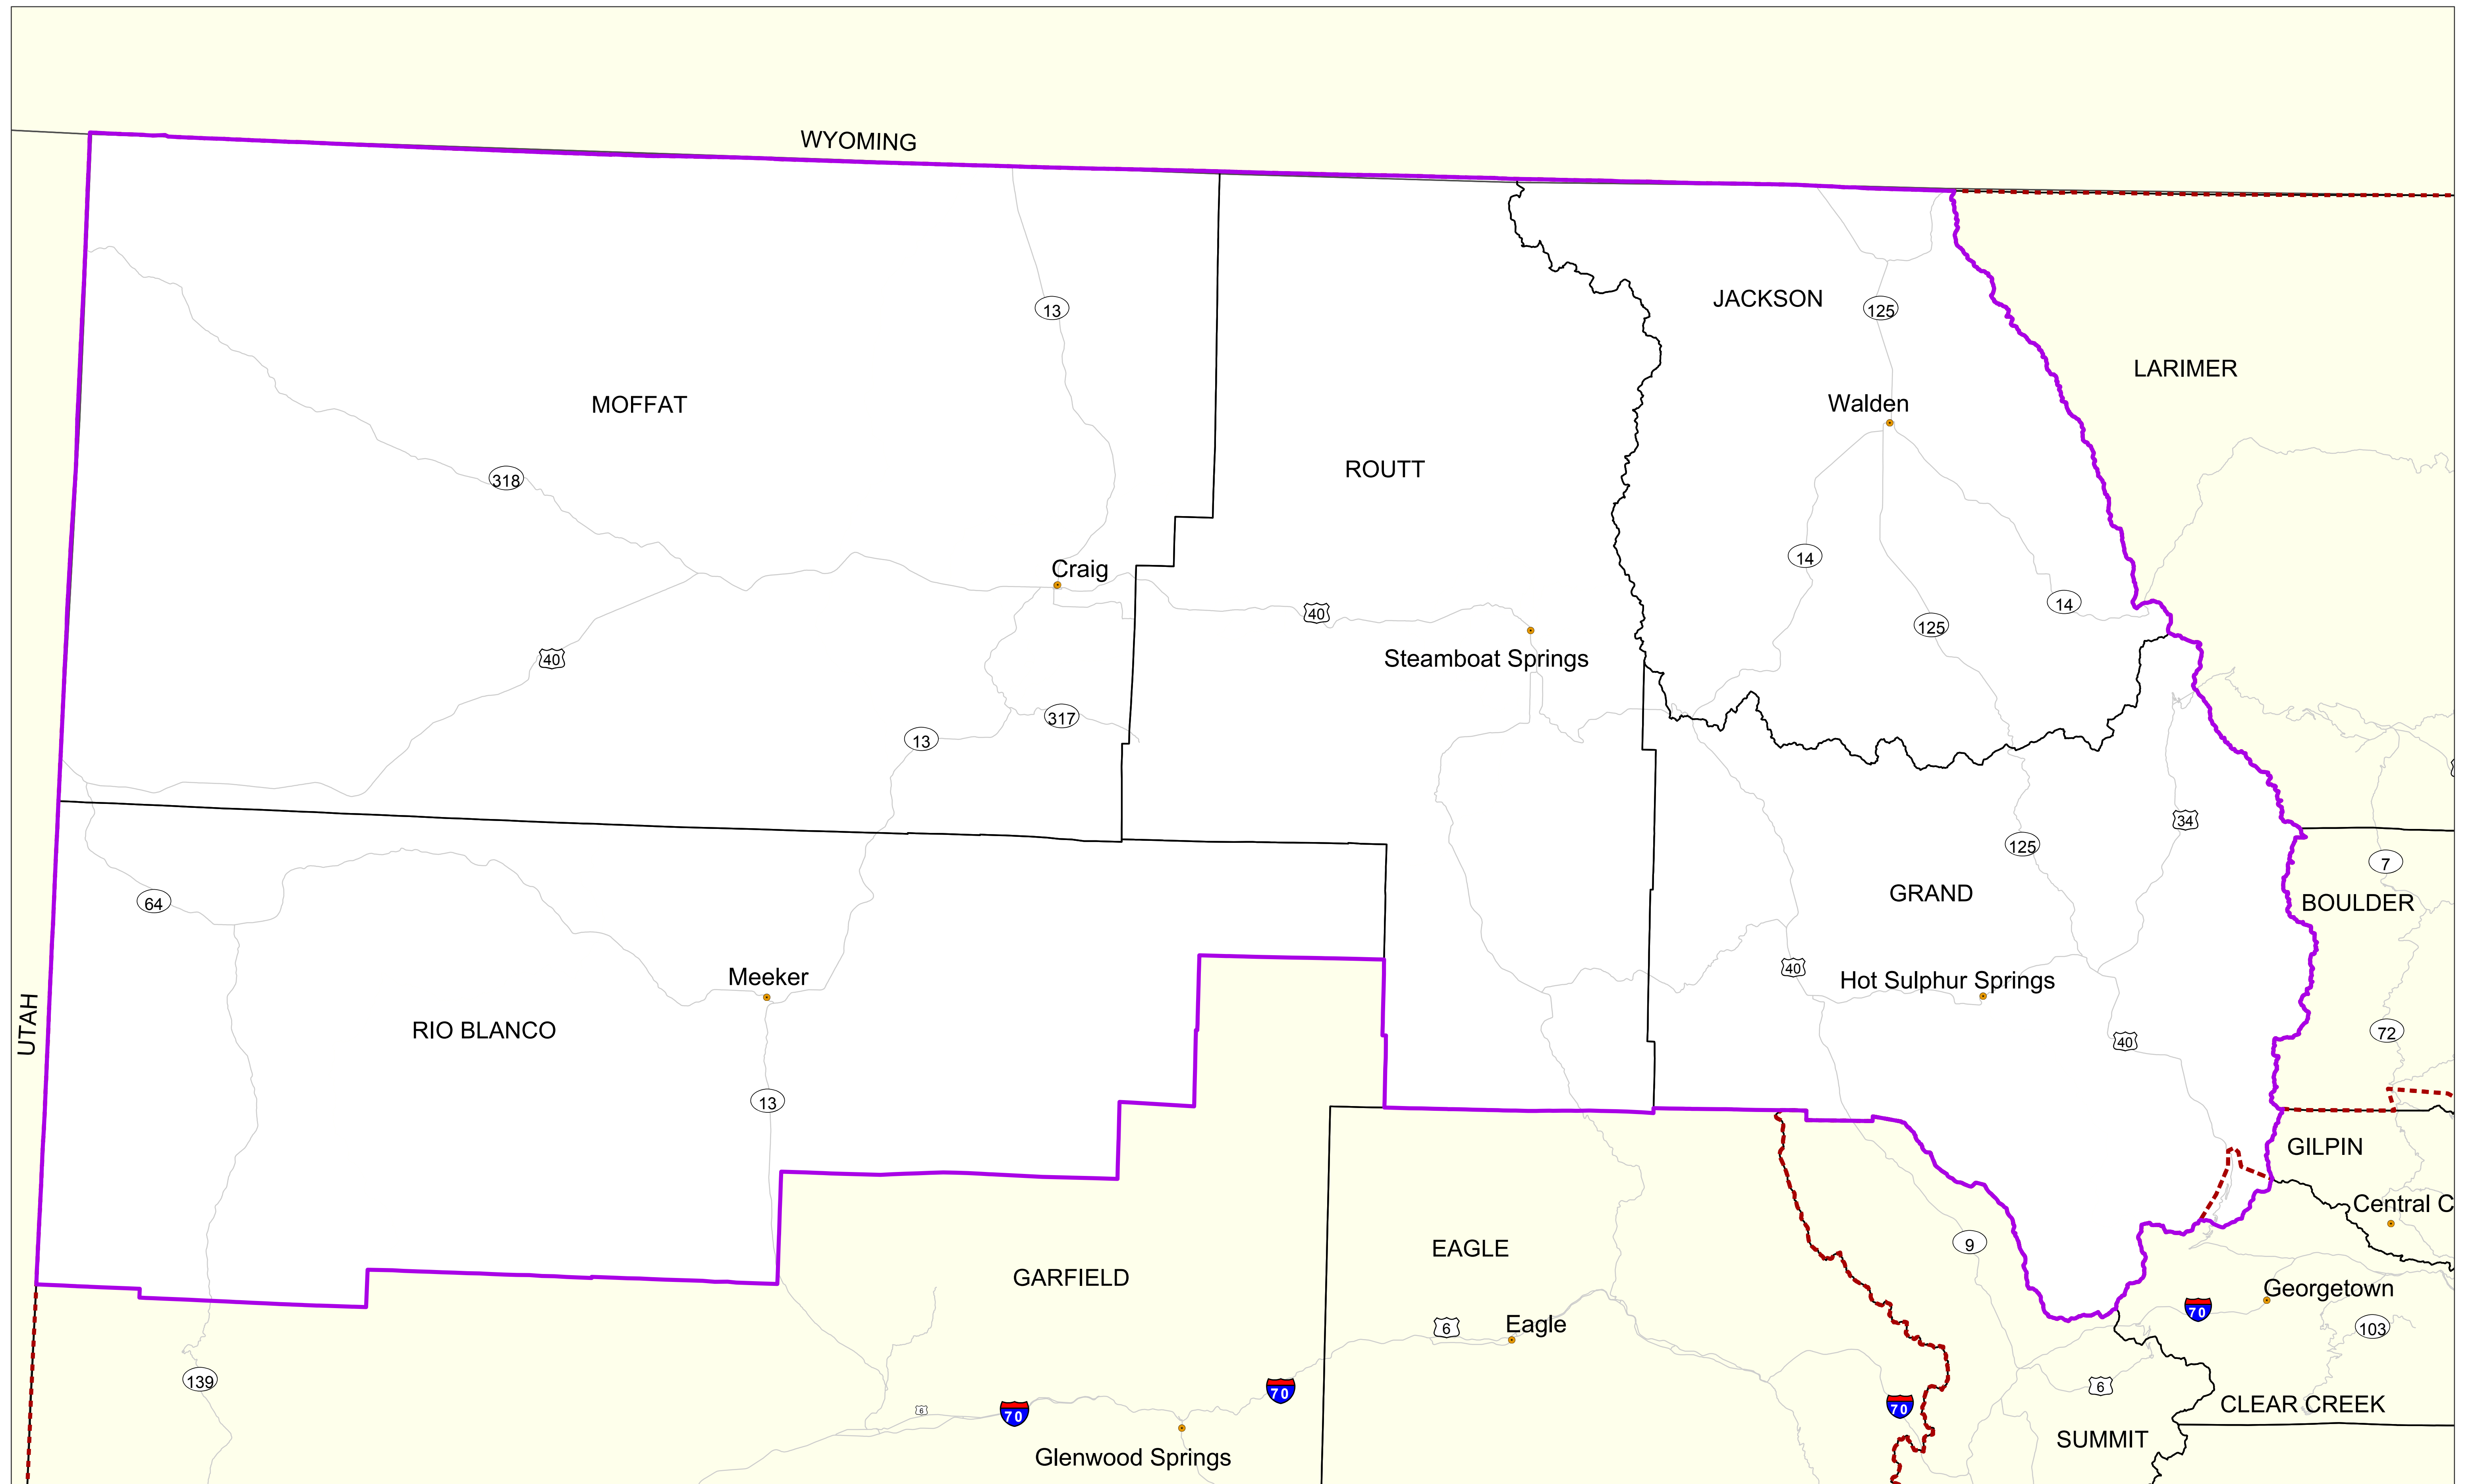 WYOMING
JACKSON
13
125
LARIMER
MOFFAT
Walden
ROUTT
318
14
Craig
14
40
125
Steamboat Springs
40
317
13
34
125
7
GRAND
64
BOULDER
40
Meeker
Hot Sulphur Springs
UTAH
RIO BLANCO
72
40
13
GILPIN
Central C
9
EAGLE
GARFIELD
Georgetown
70
Eagle
6
103
139
6
70
70
CLEAR CREEK
6
70
SUMMIT
Glenwood Springs